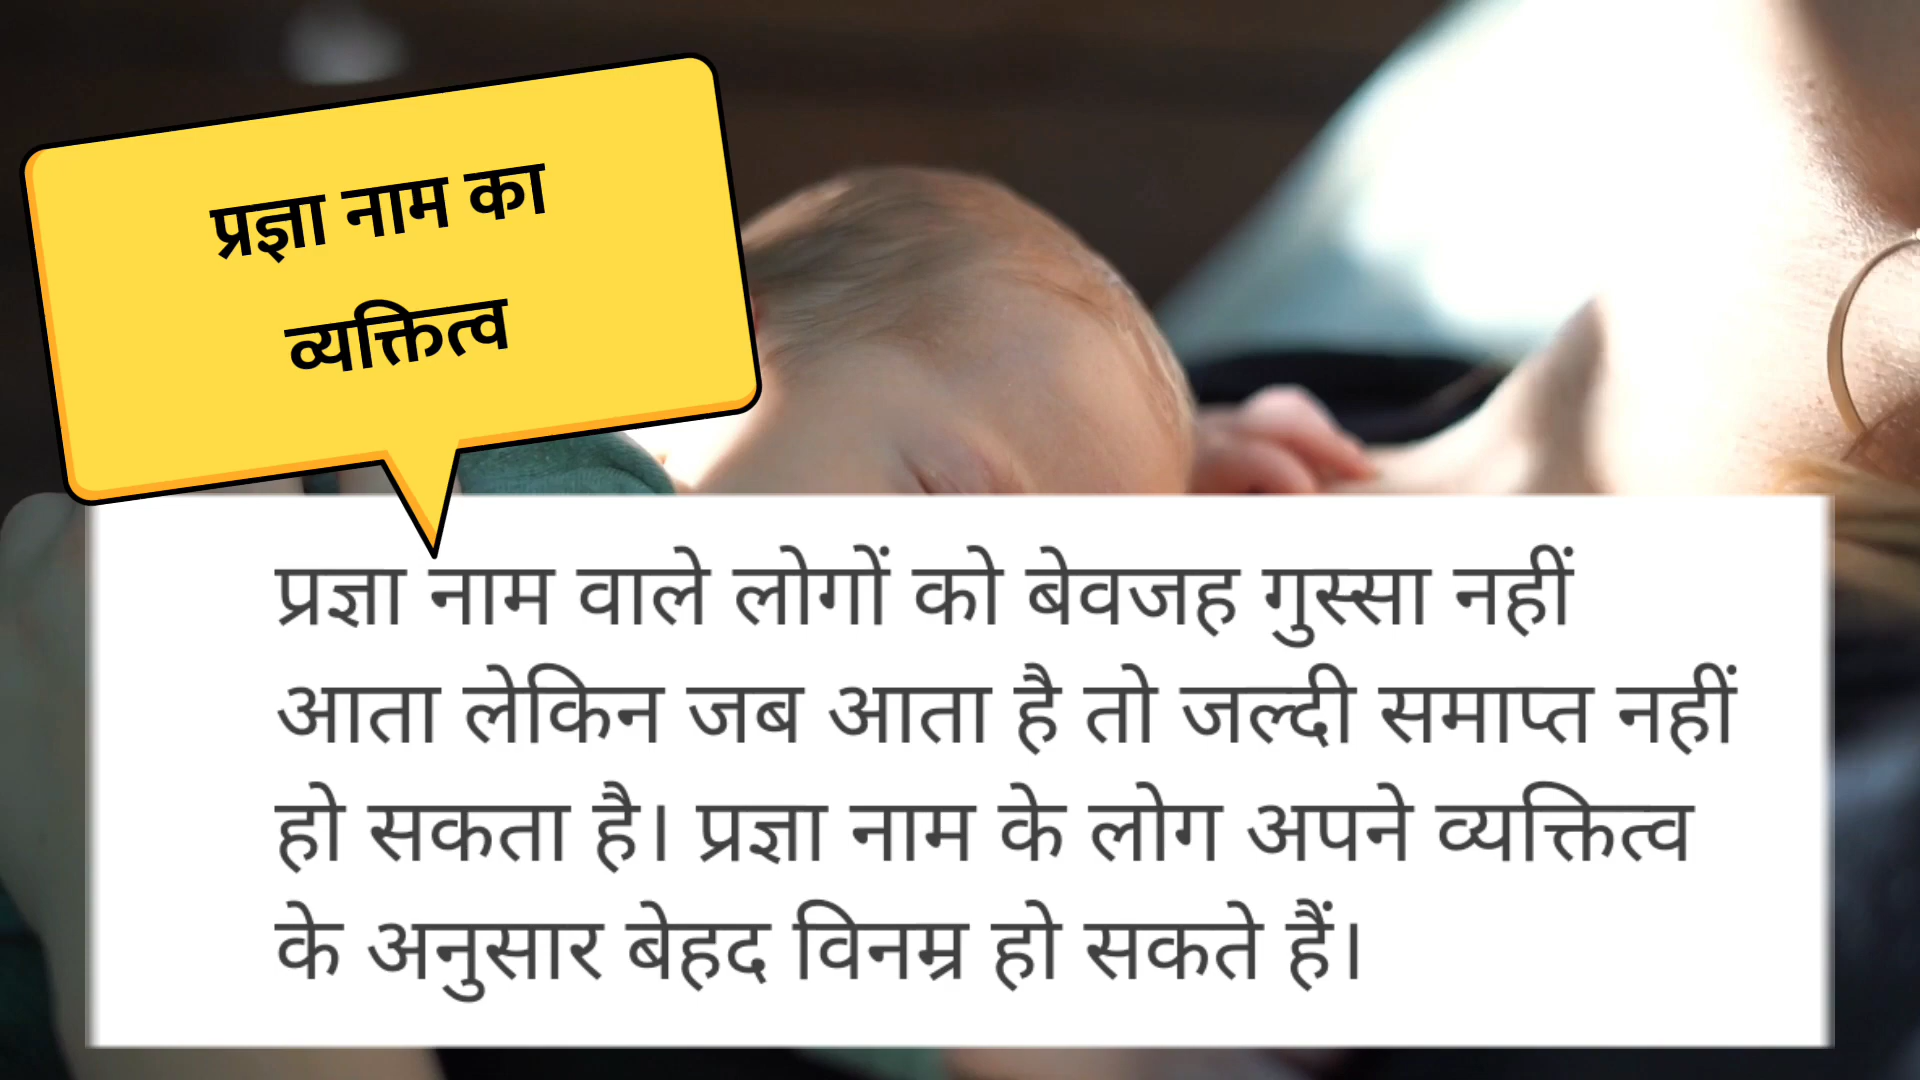 प्रज्ञा नाम का
व्यक्तित्व
प्रज्ञा नाम वाले लोगों को बेवजह गुस्सा नहीं
आता लेकिन जब आता है तो जल्दी समाप्त नहीं
हो सकता है। प्रज्ञा नाम के लोग अपने व्यक्तित्व
के अनुसार बेहद विनम्र हो सकते हैं।